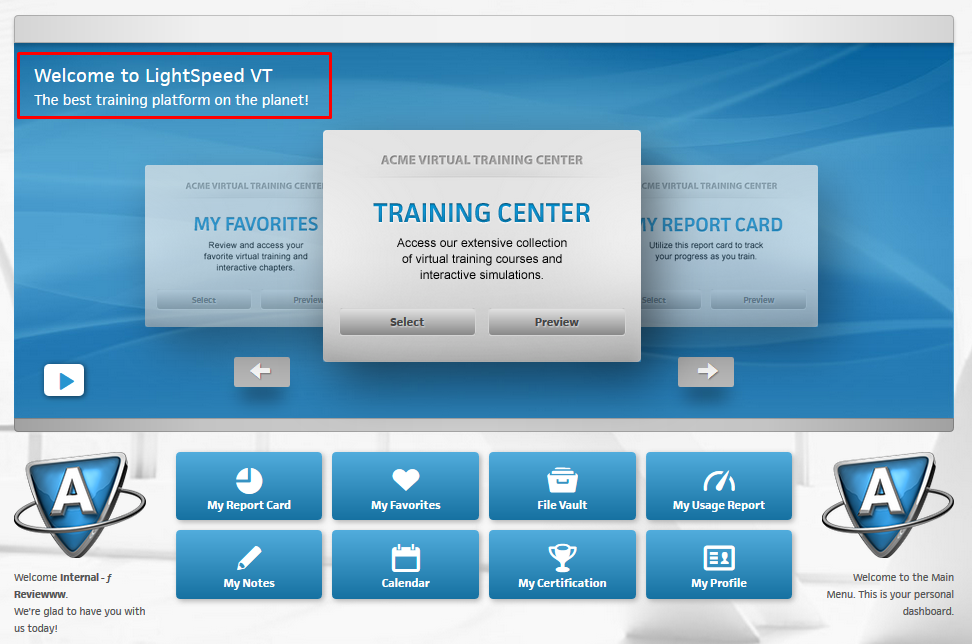 Welcome to LightSpeed VT
The best training platform on the planet!
ACME VIRTUAL TRAINING CENTER
MY FAVORITES
Review and access your
favorite virtual training and
interactive chapters.
Select
Preview
ACME VIRTUAL TRAINING CENTER
TRAINING CENTER
Access our extensive collection
of virtual training courses and
interactive simulations.
Select
Preview
ACME VIRTUAL TRAINING CENTER
MY REPORT CARD
Utilize this report card to track
your progress as you train.
Select
Preview
A
My Report Card
My Favorites
File Vault
My Usage Report
A
My Notes
Calendar
My Certification
My Profile
Welcome Internal - ƒ
Reviewww.
We're glad to have you with
us today!
Welcome to the Main
Menu. This is your personal
dashboard.